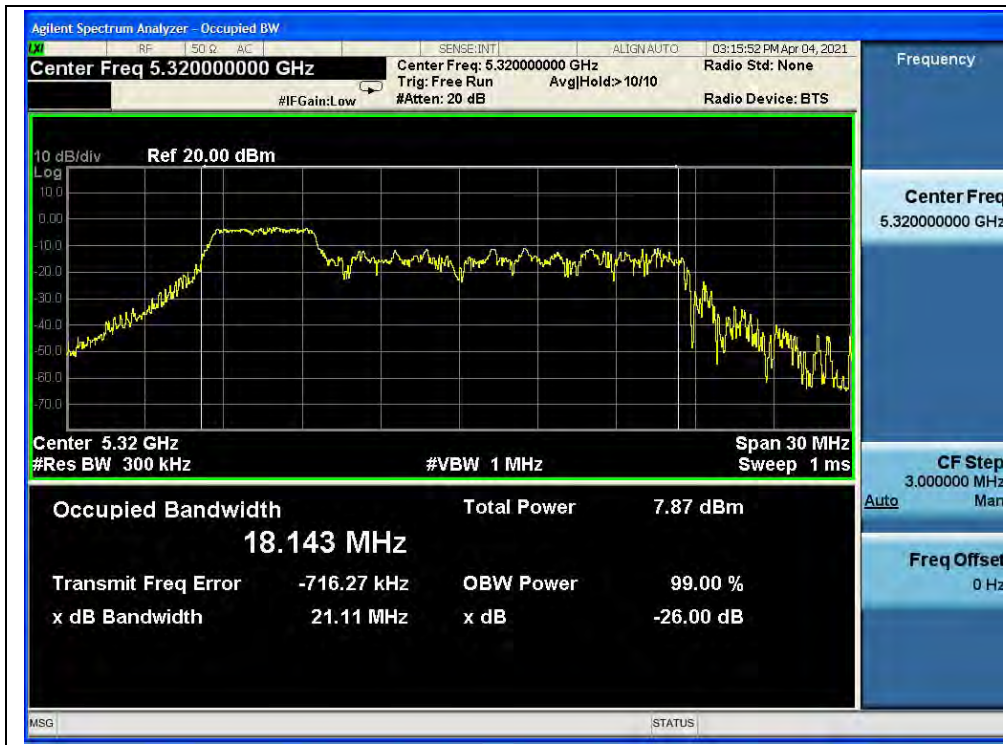 Agilent Spectrum Analyzer - Occupied BW
LXI RF 50 Ω AC SENSE:INT ALIGN AUTO 03:15:52 PM Apr 04, 2021
Center Freq 5.320000000 GHz
Center Freq: 5.320000000 GHz
Radio Std: None
Trig: Free Run Avg|Hold:> 10/10
#IFGain:Low
#Atten: 20 dB
Radio Device: BTS
10 dB/div Ref 20.00 dBm
Log
10.0
0.00
-10.0
-20.0
-30.0
-40.0
-50.0
-60.0
-70.0
Center 5.32 GHz Span 30 MHz
#Res BW 300 kHz #VBW 1 MHz Sweep 1 ms
Occupied Bandwidth Total Power 7.87 dBm
18.143 MHz
Transmit Freq Error -716.27 kHz OBW Power 99.00 %
x dB Bandwidth 21.11 MHz x dB -26.00 dB
MSG STATUS
Frequency
Center Freq
5.320000000 GHz
CF Step
3.000000 MHz
Auto Man
Freq Offset
0 Hz